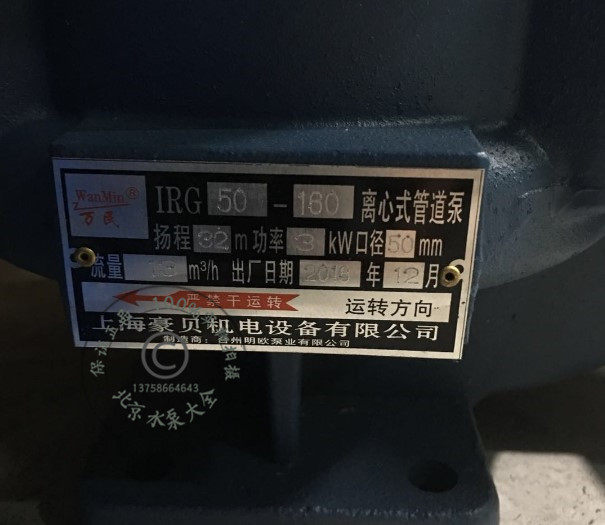 WanMin®
万民
IRG 50 - 160 离心式管道泵
扬程 32 m 功率 3 kW 口径 50 mm
流量 m³/h 出厂日期 2018 年 12 月
严禁干运转 运转方向
上海豪贝机电设备有限公司
制造商：台州明欧泵业有限公司
13758664643
北京水泵大全